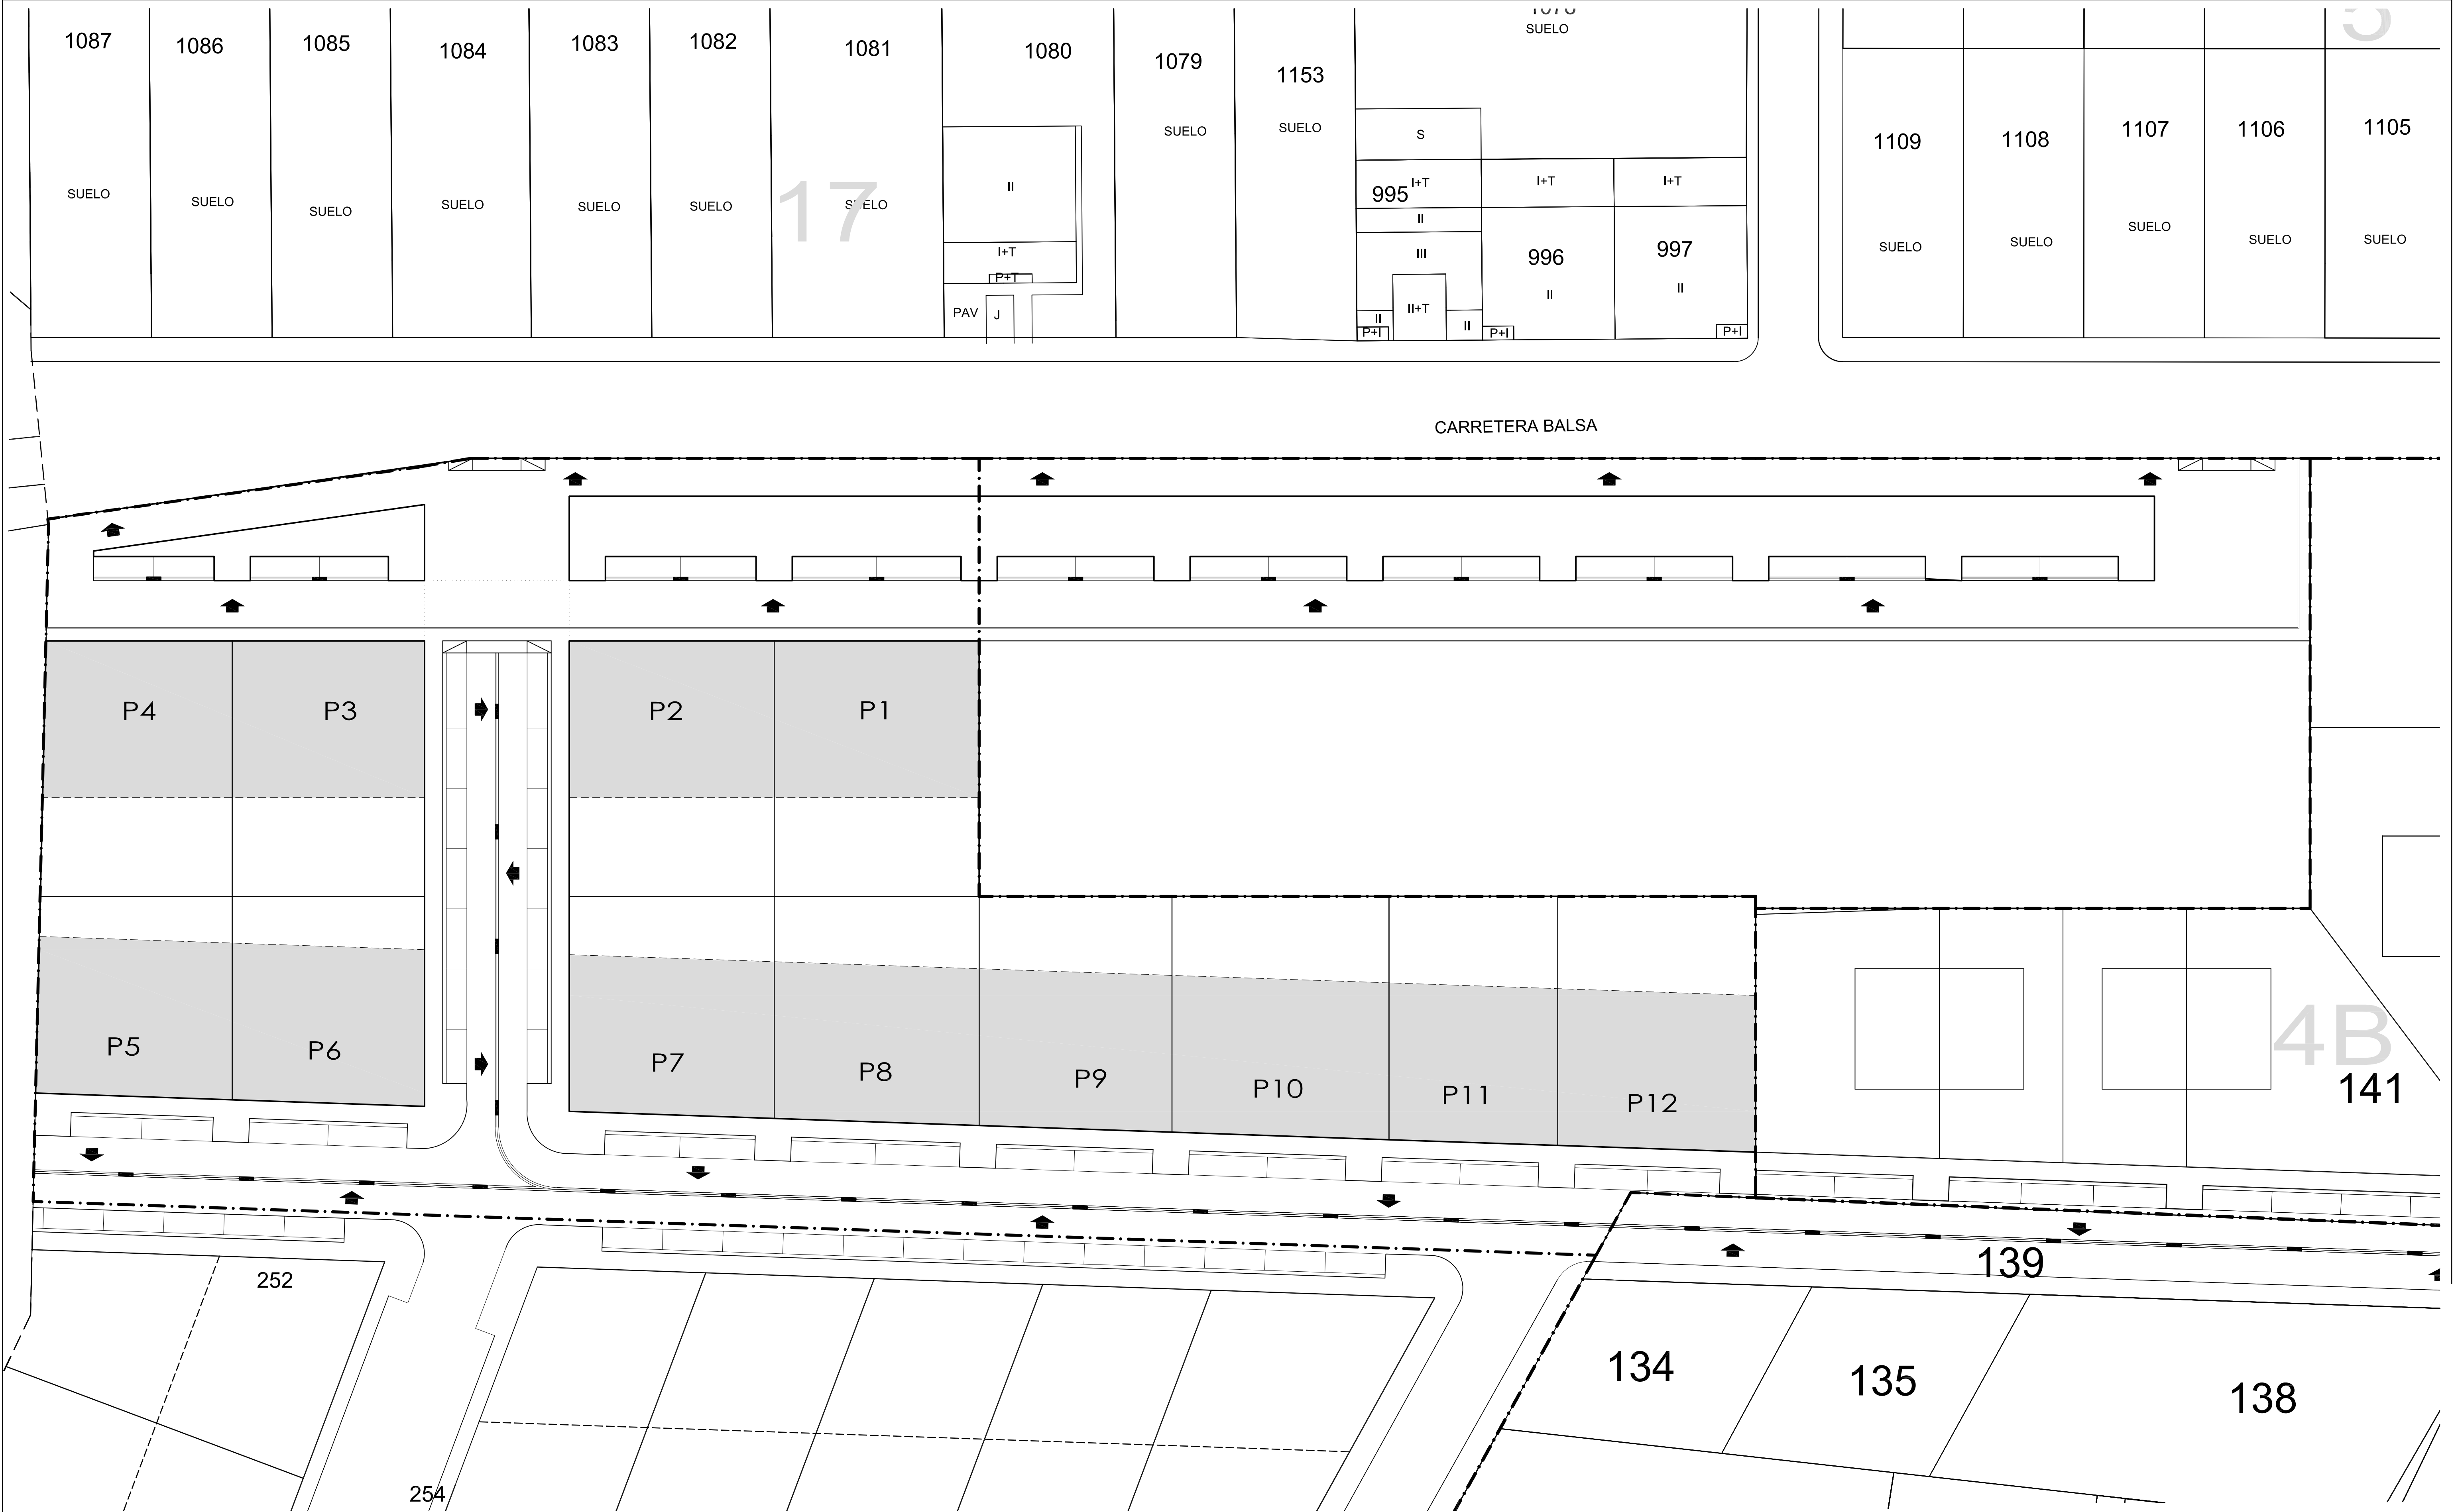 1087
1086
1085
1084
1083
1082
1081
1080
1079
1153
SUELO
5
SUELO
SUELO
SUELO
SUELO
SUELO
SUELO
17
SUELO
SUELO
SUELO
II
I+T
P+T
PAV
J
S
995
I+T
I+T
I+T
II
III
996
997
II
II
II
II+T
II
P+I
P+I
P+I
1109
1108
1107
1106
1105
SUELO
SUELO
SUELO
SUELO
SUELO
CARRETERA BALSA
P4
P3
P2
P1
P5
P6
P7
P8
P9
P10
P11
P12
4B
141
139
252
254
134
135
138